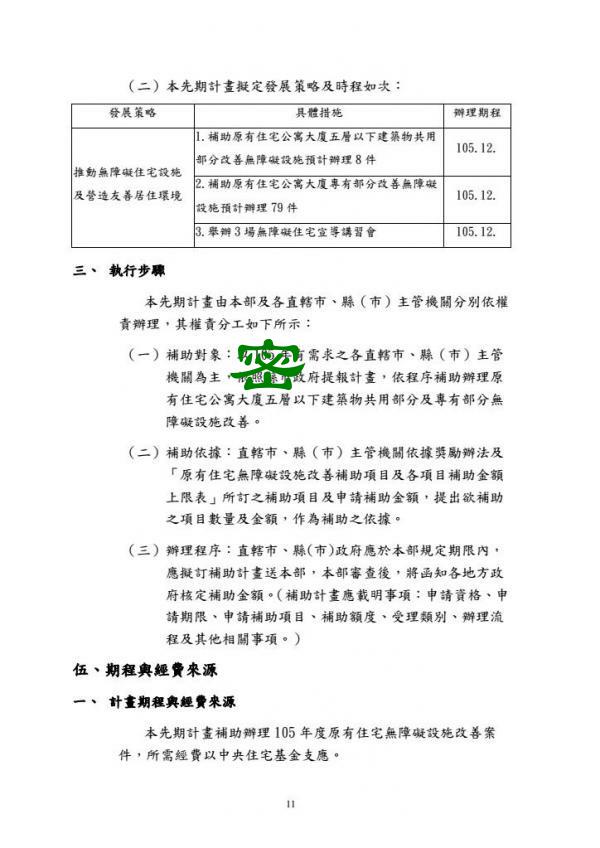 （二）本先期計畫擬定發展策略及時程如次：
發展策略 具體措施 辦理期程
推動無障礙住宅設施
及營造友善居住環境
1.補助原有住宅公寓大廈五層以下建築物共用
部分改善無障礙設施預計辦理8件
105.12.
2.補助原有住宅公寓大廈專有部分改善無障礙
設施預計辦理79件
105.12.
3.舉辦3場無障礙住宅宣導講習會 105.12.
三、 執行步驟
本先期計畫由本部及各直轄市、縣（市）主管機關分別依權
責辦理，其權責分工如下所示：
（一）補助對象：105年有需求之各直轄市、縣（市）主管
機關為主，依照縣市政府提報計畫，依程序補助辦理原
有住宅公寓大廈五層以下建築物共用部分及專有部分無
障礙設施改善。
密
（二）補助依據：直轄市、縣（市）主管機關依據獎勵辦法及
「原有住宅無障礙設施改善補助項目及各項目補助金額
上限表」所訂之補助項目及申請補助金額，提出欲補助
之項目數量及金額，作為補助之依據。
（三）辦理程序：直轄市、縣(市)政府應於本部規定期限內，
應擬訂補助計畫送本部，本部審查後，將函知各地方政
府核定補助金額。（補助計畫應載明事項：申請資格、申
請期限、申請補助項目、補助額度、受理類別、辦理流
程及其他相關事項。）
伍、期程與經費來源
一、 計畫期程與經費來源
本先期計畫補助辦理105年度原有住宅無障礙設施改善案
件，所需經費以中央住宅基金支應。
11